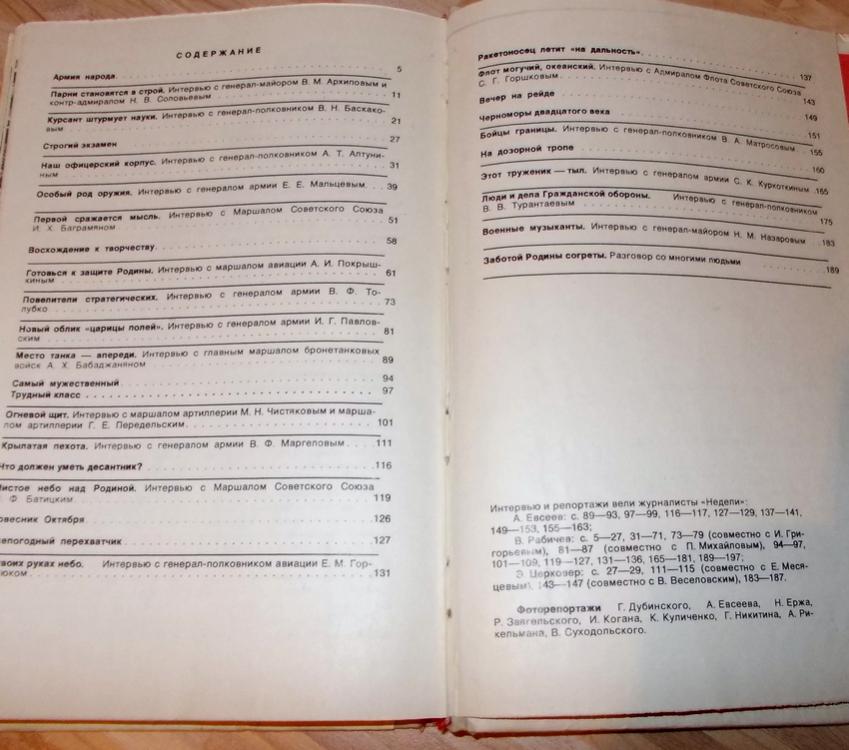 СОДЕРЖАНИЕ
Армия народа. 5
Парни становятся в строй. Интервью с генерал-майором В. М. Архиповым и
контр-адмиралом Н. В. Соловьевым 11
Курсант штурмует науки. Интервью с генерал-полковником В. Н. Баскако-
вым 21
Строгий экзамен 27
Наш офицерский корпус. Интервью с генерал-полковником А. Т. Алтуни-
ным 31
Особый род оружия. Интервью с генералом армии Е. Е. Мальцевым. 39
Первой сражается мысль. Интервью с Маршалом Советского Союза
И. Х. Баграмяном 51
Восхождение к творчеству. 58
Готовься к защите Родины. Интервью с маршалом авиации А. И. Покрыш-
киным 61
Повелители стратегических. Интервью с генералом армии В. Ф. То-
лубко 73
Новый облик «царицы полей». Интервью с генералом армии И. Г. Павлов-
ским 81
Место танка — впереди. Интервью с главным маршалом бронетанковых
войск А. Х. Бабаджаняном 89
Самый мужественный 94
Трудный класс 97
Огневой щит. Интервью с маршалом артиллерии М. Н. Чистяковым и марша-
лом артиллерии Г. Е. Передельским. 101
Крылатая пехота. Интервью с генералом армии В. Ф. Маргеловым 111
Что должен уметь десантник? 116
Чистое небо над Родиной. Интервью с Маршалом Советского Союза
Ф Батицким 119
овесник Октября 126
епогодный перехватчик 127
твоих руках небо. Интервью с генерал-полковником авиации Е. М. Гор-
юком 131
Ракетоносец летит «на дальность». 137
Флот могучий, океанский. Интервью с Адмиралом Флота Советского Союза
С. Г. Горшковым 143
Вечер на рейде 149
Черноморы двадцатого века 151
Бойцы границы. Интервью с генерал-полковником В. А. Матросовым 155
На дозорной тропе 160
Этот труженик — тыл. Интервью с генералом армии С. К. Куркоткиным 165
Люди и дела Гражданской обороны. Интервью с генерал-полковником
В. В. Турантаевым 175
Военные музыканты. Интервью с генерал-майором Н. М. Назаровым 183
Заботой Родины согреты. Разговор со многими людьми 189
Интервью и репортажи вели журналисты «Недели»:
А. Евсеев: с. 89—93, 97—99, 116—117, 127—129, 137—141,
149—153, 155—163;
В. Рабичев: с. 5—27, 31—71, 73—79 (совместно с И. Гри-
горьевым), 81—87 (совместно с П. Михайловым), 94—97,
101—109, 119—127, 131—136, 165—181, 189—197;
Э. Церковер: с. 27—29, 111—115 (совместно с Е. Меся-
цевым), 143—147 (совместно с В. Веселовским), 183—187.
Фоторепортажи Г. Дубинского, А. Евсеева, Н. Ержа,
Р. Звягельского, И. Когана, К. Куличенко, Г. Никитина, А. Ри-
кельмана, В. Суходольского.